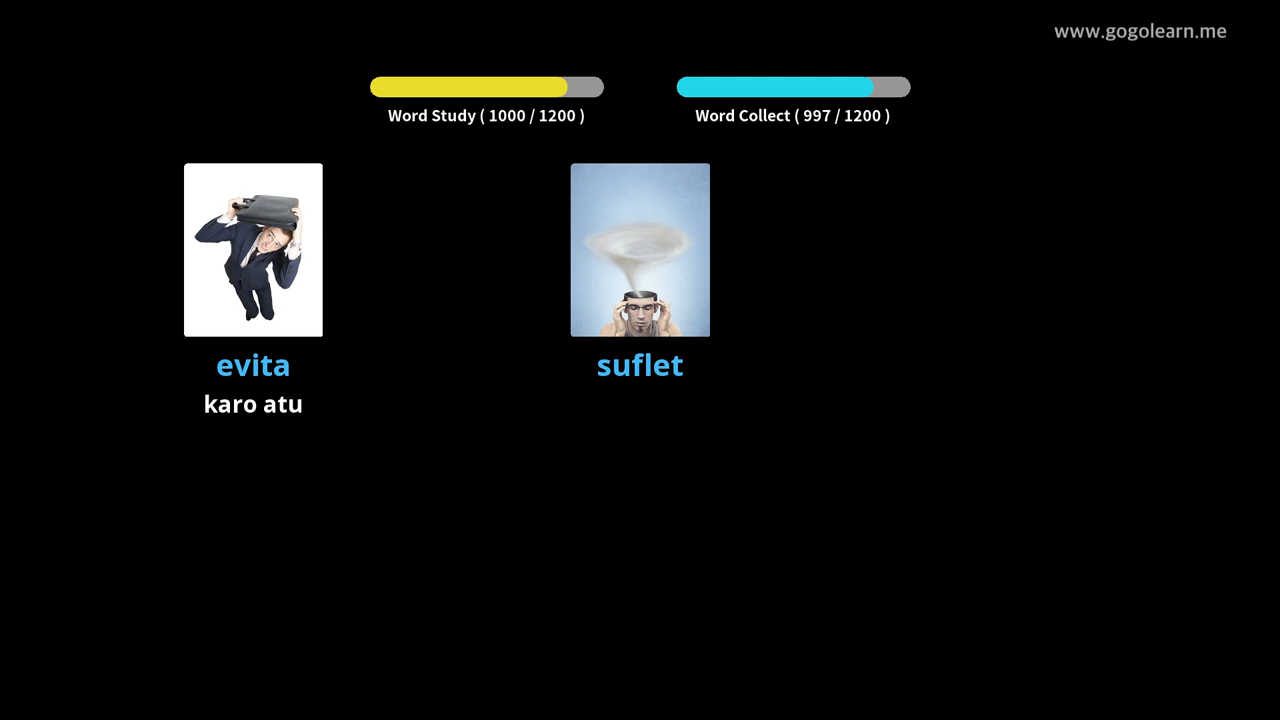 www.gogolearn.me
Word Study ( 1000 / 1200 )
Word Collect ( 997 / 1200 )
evita
karo atu
suflet